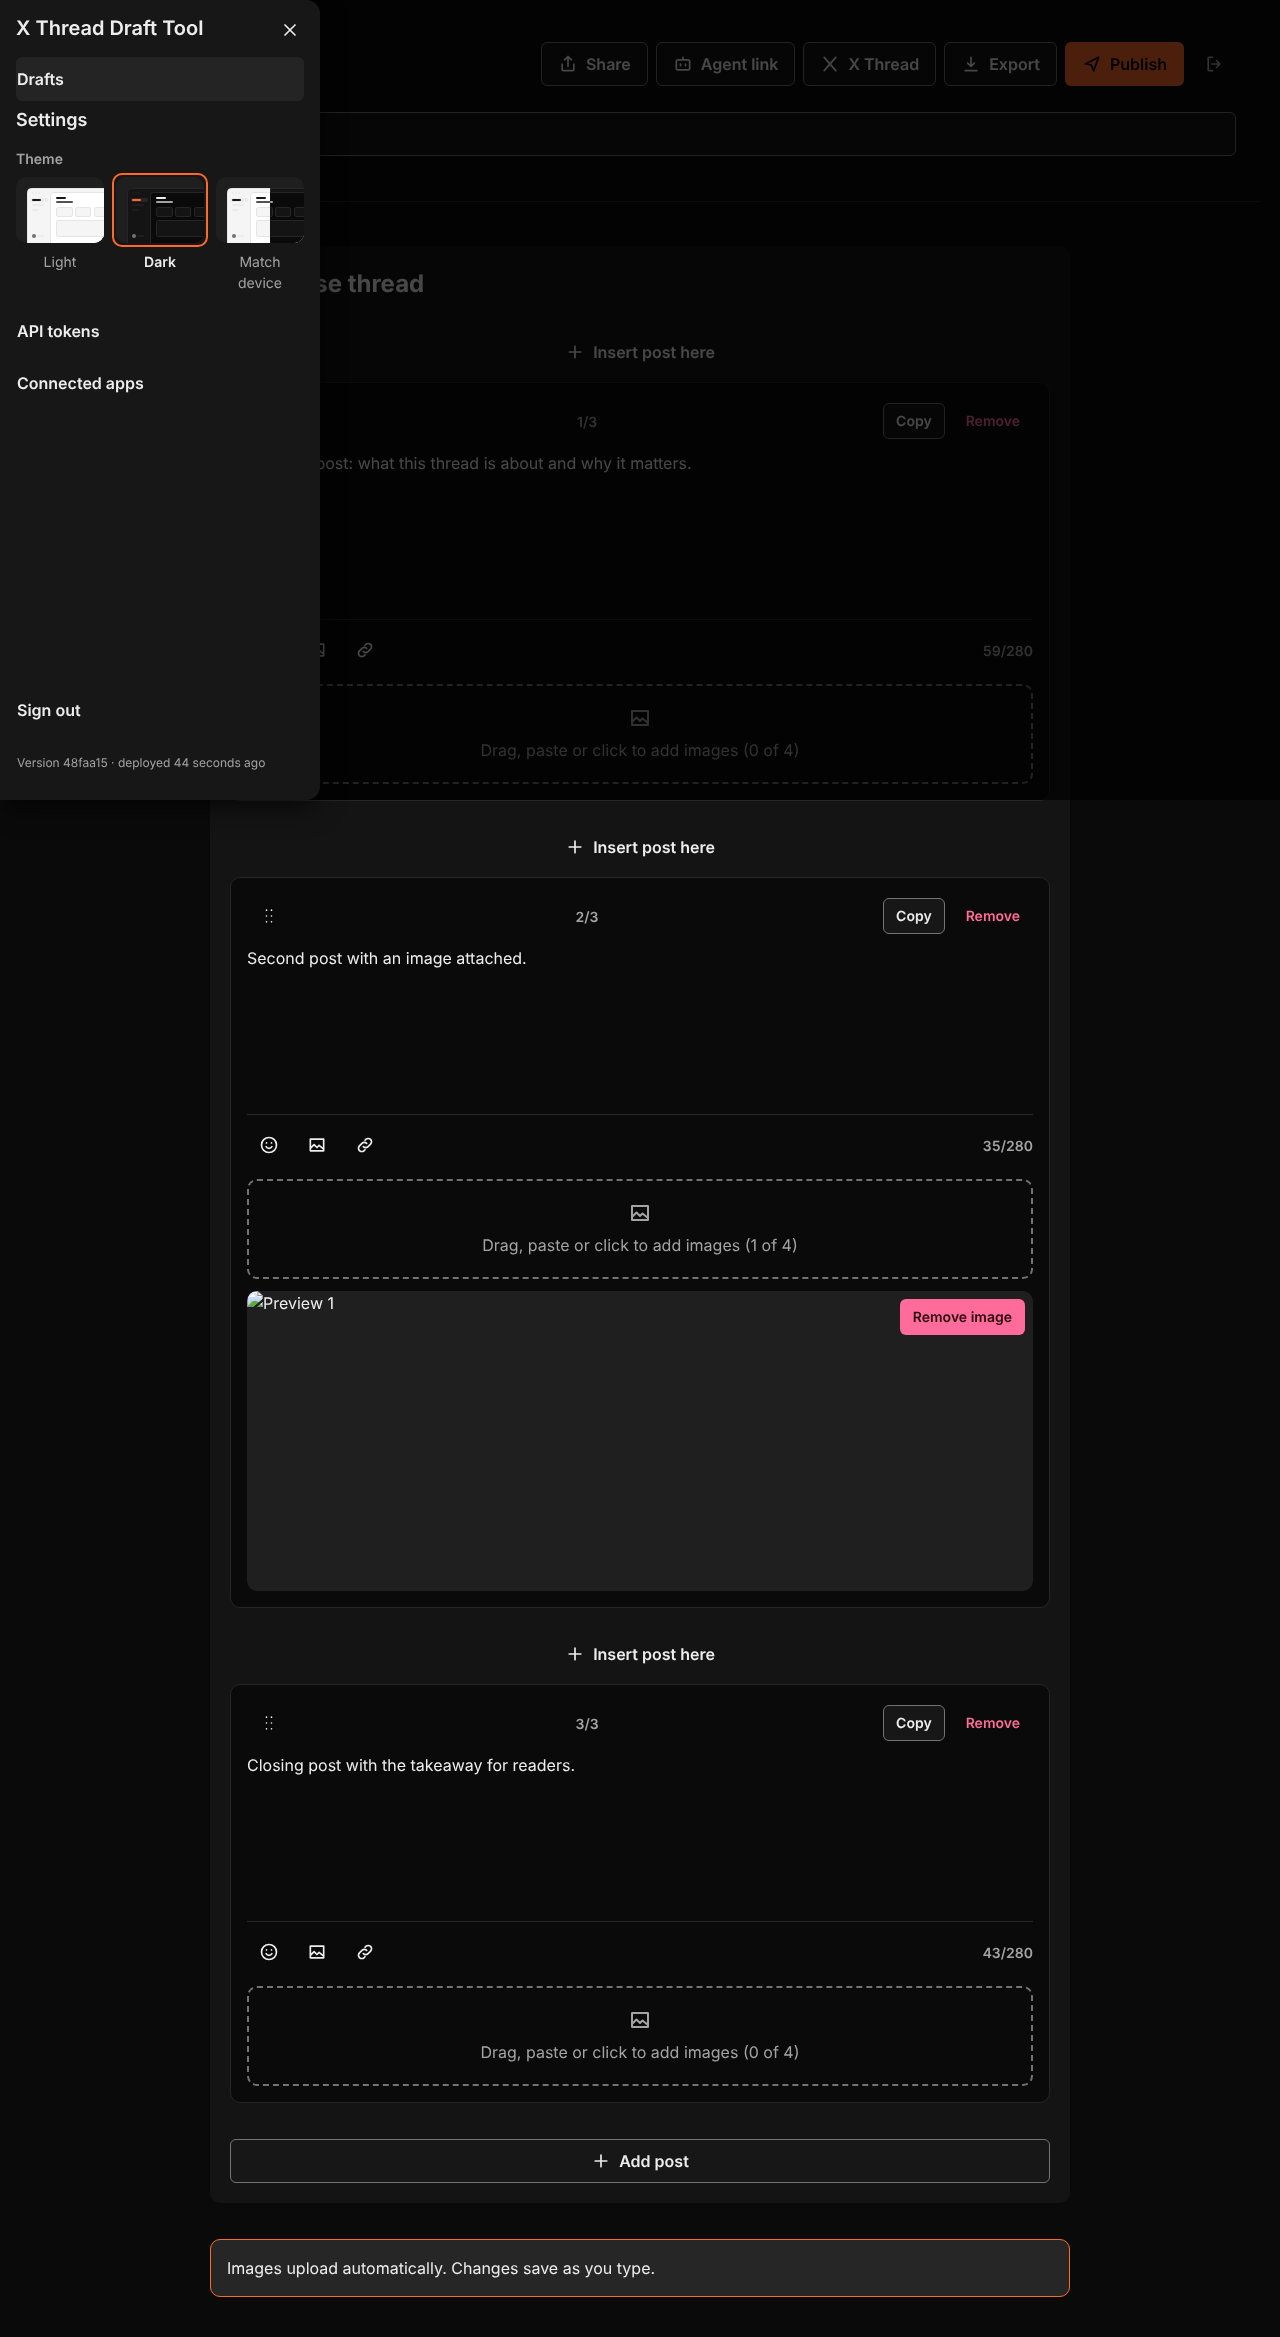 X Thread Draft Tool
Drafts
Settings
Theme
Light
Dark
Match
device
API tokens
Connected apps
Sign out
Version 48faa15 · deployed 44 seconds ago
Share
Agent link
X Thread
Export
Publish
thread
Insert post here
1/3
Copy
Remove
post: what this thread is about and why it matters.
59/280
Drag, paste or click to add images (0 of 4)
Insert post here
2/3
Copy
Remove
Second post with an image attached.
35/280
Drag, paste or click to add images (1 of 4)
Preview 1
Remove image
Insert post here
3/3
Copy
Remove
Closing post with the takeaway for readers.
43/280
Drag, paste or click to add images (0 of 4)
Add post
Images upload automatically. Changes save as you type.